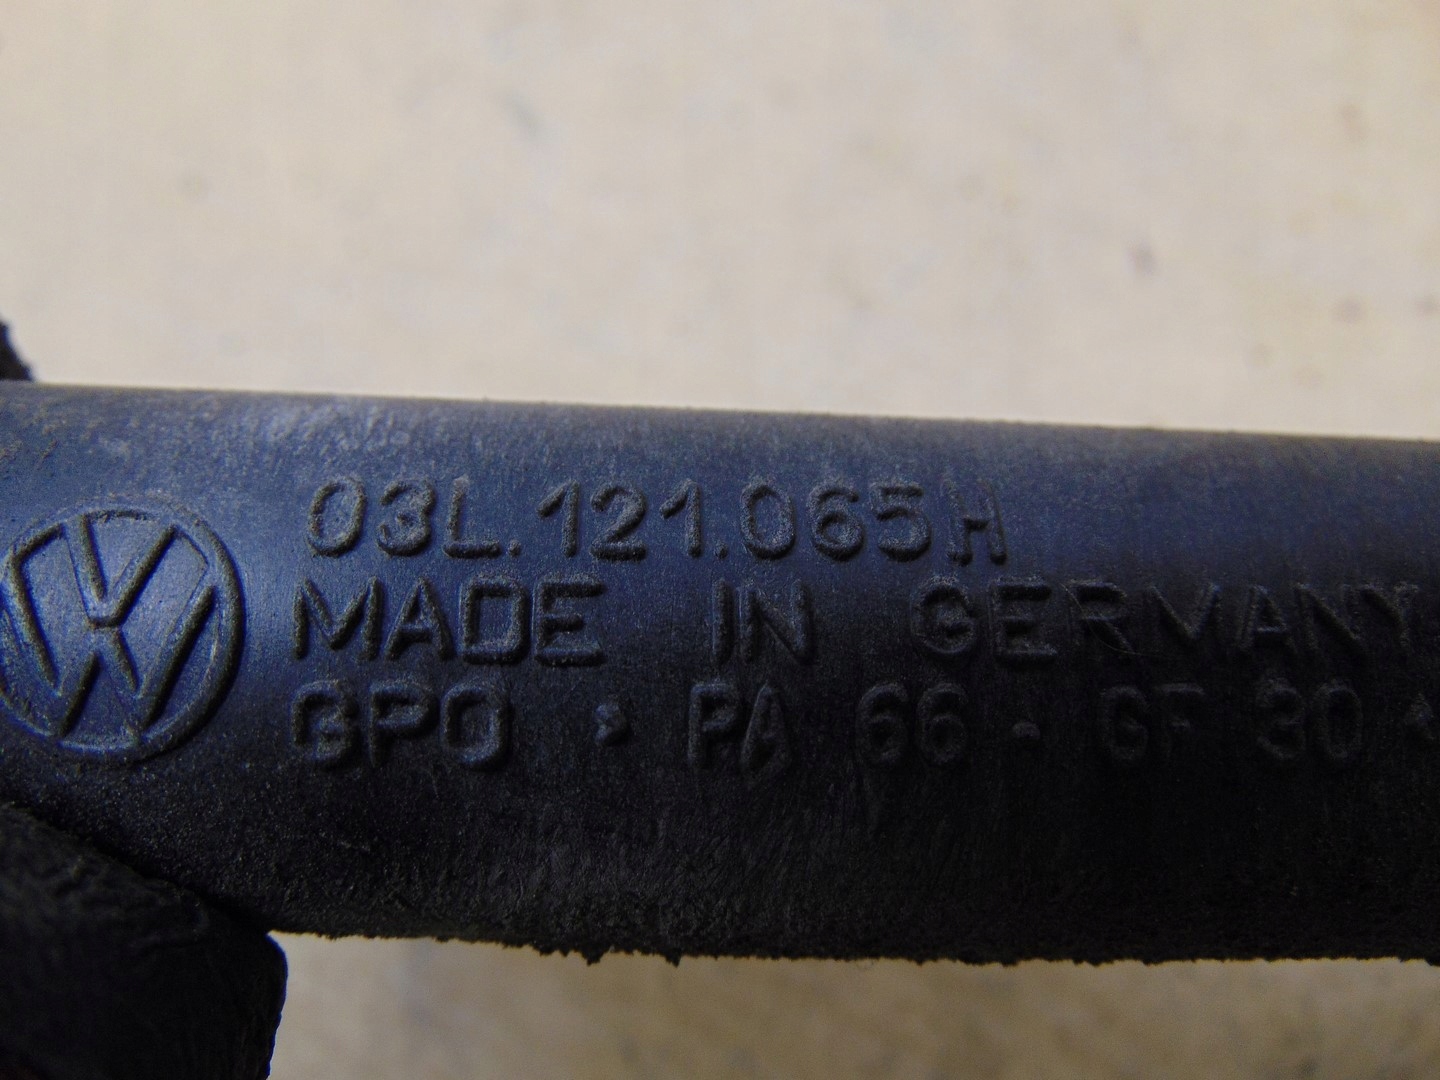 03L.121.065H
MADE IN GERMANY
GPO · PA 66 · GF 30 ·